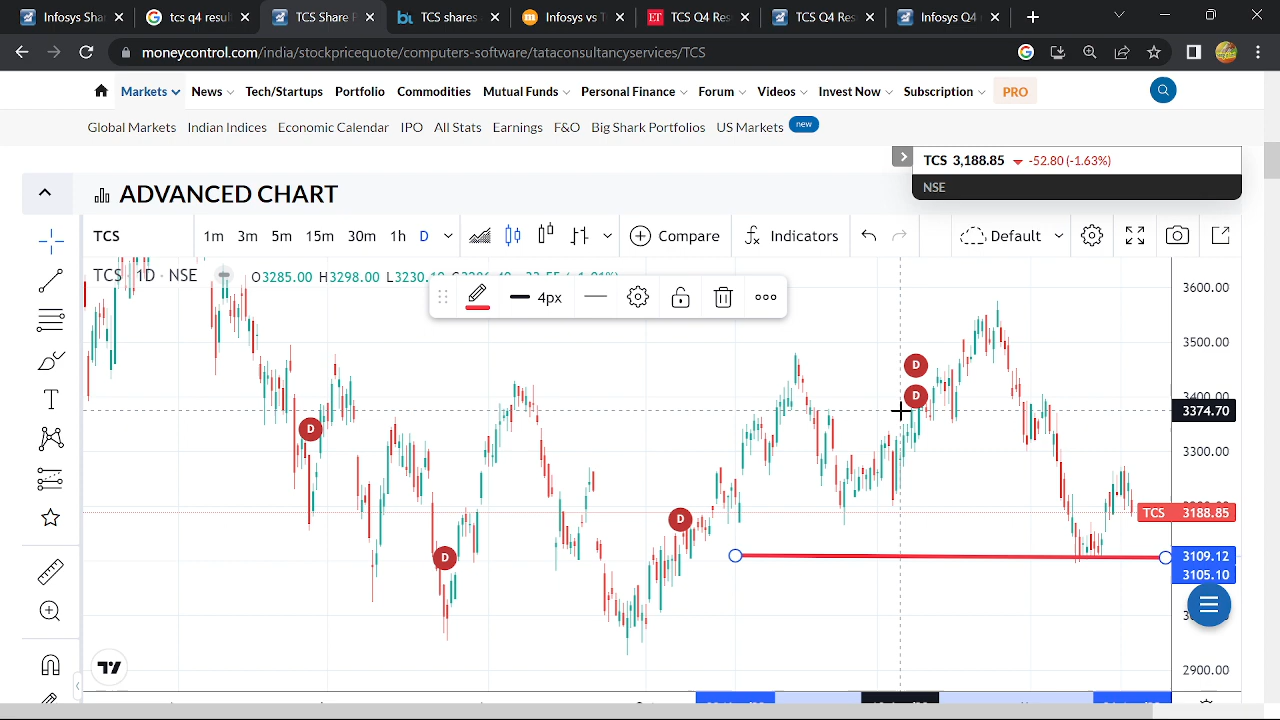 Infosys Q4
tcs q4 result
TCS Share P
TCS shares
Infosys vs T
TCS Q4 Res
TCS Q4 Res
Infosys Q4
moneycontrol.com/india/stockpricequote/computers-software/tataconsultancyservices/TCS
Markets News Tech/Startups Portfolio Commodities Mutual Funds Personal Finance Forum Videos Invest Now Subscription PRO
Global Markets Indian Indices Economic Calendar IPO All Stats Earnings F&O Big Shark Portfolios US Markets new
TCS 3,188.85 -52.80 (-1.63%)
NSE
ADVANCED CHART
TCS 1m 3m 5m 15m 30m 1h D Compare Indicators Default
TCS · 1D · NSE O3285.00 H3298.00
4px
3600.00
3500.00
D
D
3374.70
D
3300.00
TCS 3188.85
D
D
3109.12
3105.10
2900.00